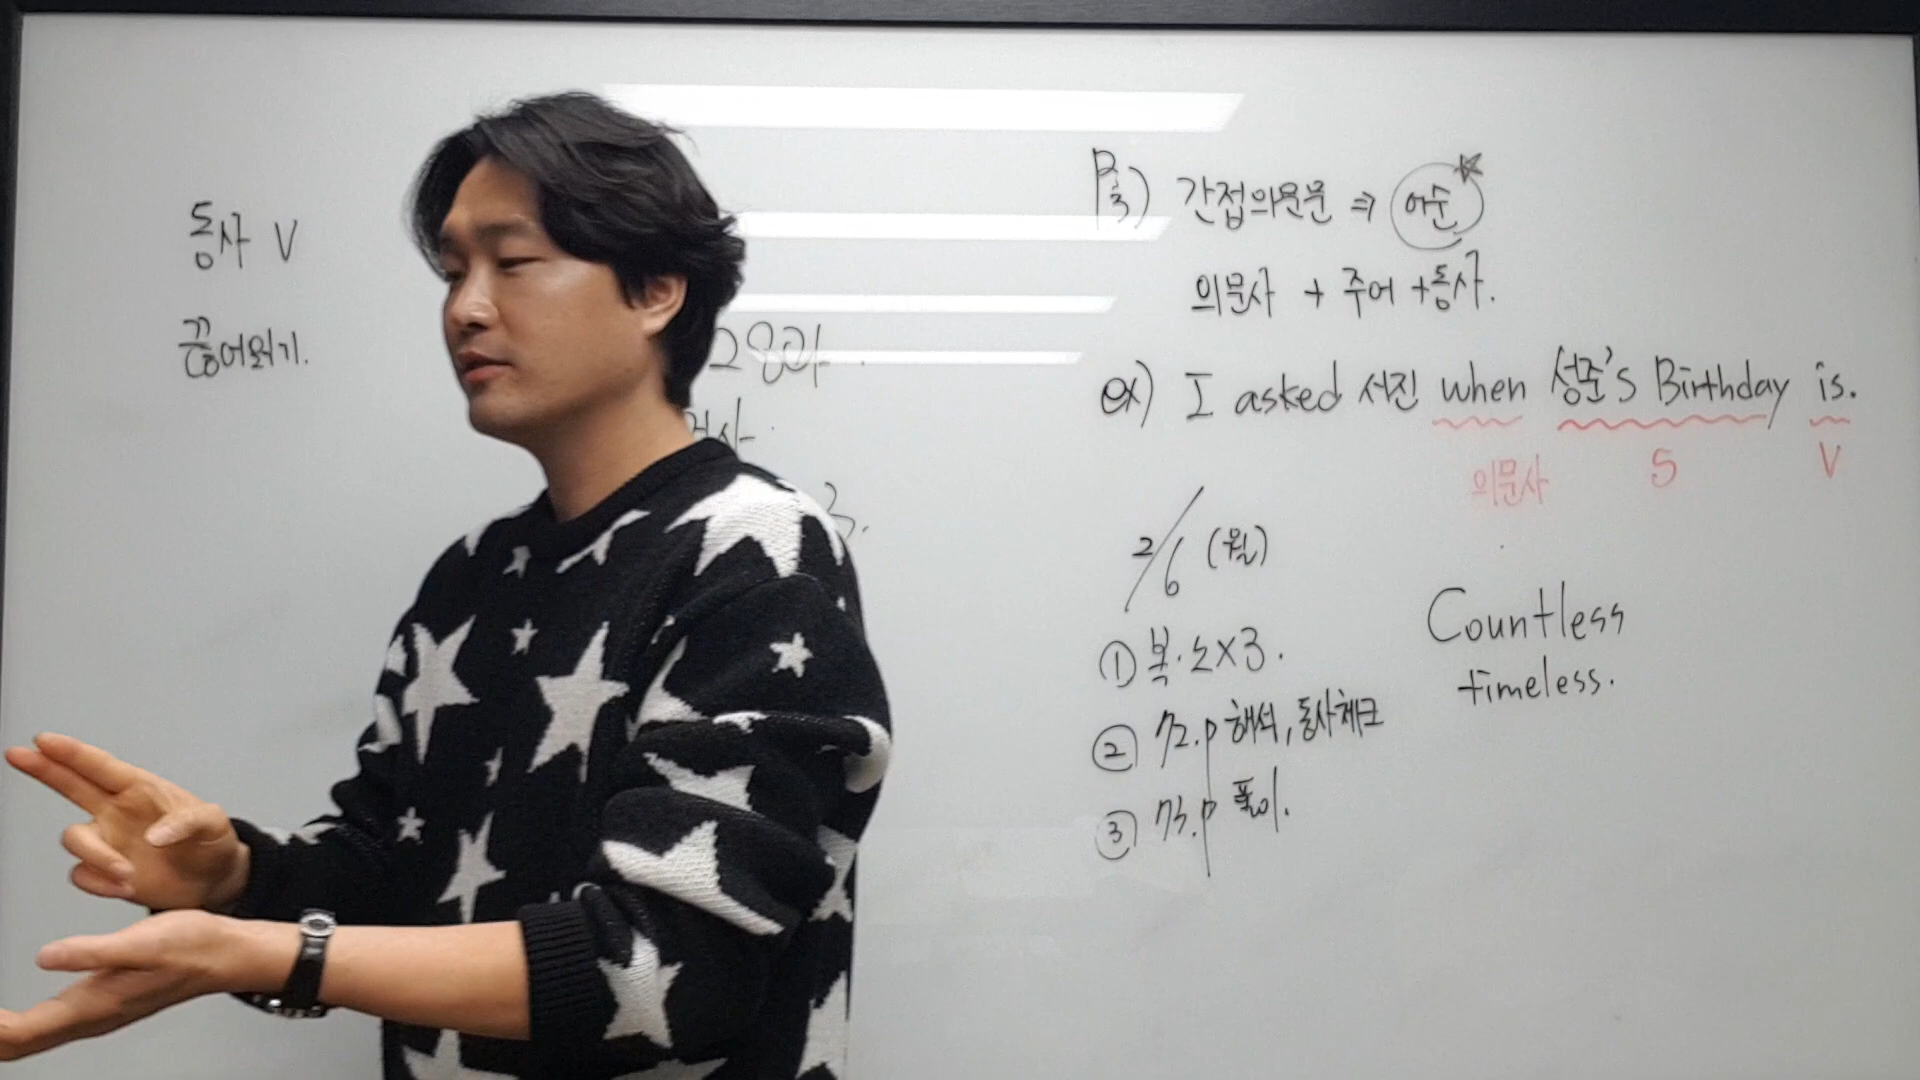 동사 V
끊어읽기.
P.3) 간접의문문 ⇒ 어순
의문사 + 주어 + 동사.
ex) I asked 서진 when 성준's Birthday is.
의문사 S V
2/6 (월)
① 복.소x3.
② 72.p 해석, 동사체크
③ 73.p 풀이.
Countless
timeless.